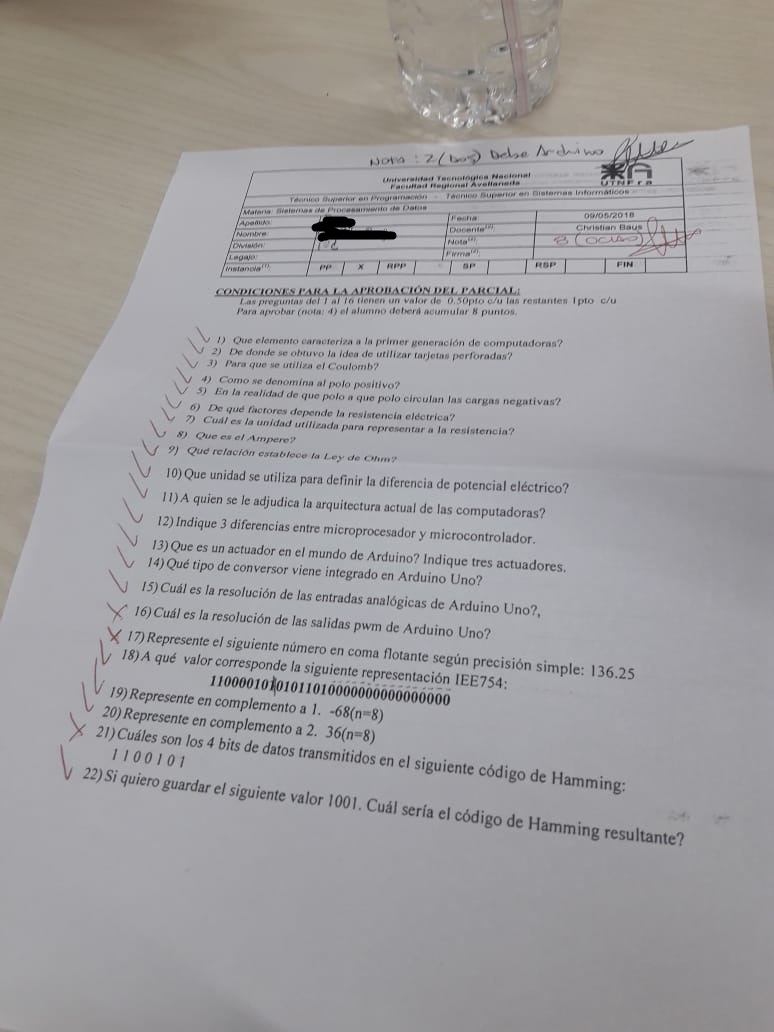 Nota : 2 (Dos) Debe Arduino
Universidad Tecnológica Nacional
Facultad Regional Avellaneda
UTNFra
Técnico Superior en Programación - Técnico Superior en Sistemas Informáticos
Materia: Sistemas de Procesamiento de Datos
Apellido: Fecha: 09/05/2018
Nombre: Docente⁽²⁾: Christian Baus
División: Nota⁽²⁾: 8 (ocho)
Legajo: Firma⁽²⁾:
Instancia⁽¹⁾: PP X RPP SP RSP FIN
CONDICIONES PARA LA APROBACIÓN DEL PARCIAL:
Las preguntas del 1 al 16 tienen un valor de 0.50pto c/u las restantes 1pto c/u
Para aprobar (nota: 4) el alumno deberá acumular 8 puntos.
1) Que elemento caracteriza a la primer generación de computadoras?
2) De donde se obtuvo la idea de utilizar tarjetas perforadas?
3) Para que se utiliza el Coulomb?
4) Como se denomina al polo positivo?
5) En la realidad de que polo a que polo circulan las cargas negativas?
6) De qué factores depende la resistencia eléctrica?
7) Cuál es la unidad utilizada para representar a la resistencia?
8) Que es el Ampere?
9) Qué relación establece la Ley de Ohm?
10) Que unidad se utiliza para definir la diferencia de potencial eléctrico?
11) A quien se le adjudica la arquitectura actual de las computadoras?
12) Indique 3 diferencias entre microprocesador y microcontrolador.
13) Que es un actuador en el mundo de Arduino? Indique tres actuadores.
14) Qué tipo de conversor viene integrado en Arduino Uno?
15) Cuál es la resolución de las entradas analógicas de Arduino Uno?,
16) Cuál es la resolución de las salidas pwm de Arduino Uno?
17) Represente el siguiente número en coma flotante según precisión simple: 136.25
18) A qué valor corresponde la siguiente representación IEE754:
11000010101011010000000000000000
19) Represente en complemento a 1. -68(n=8)
20) Represente en complemento a 2. 36(n=8)
21) Cuáles son los 4 bits de datos transmitidos en el siguiente código de Hamming:
1 1 0 0 1 0 1
22) Si quiero guardar el siguiente valor 1001. Cuál sería el código de Hamming resultante?